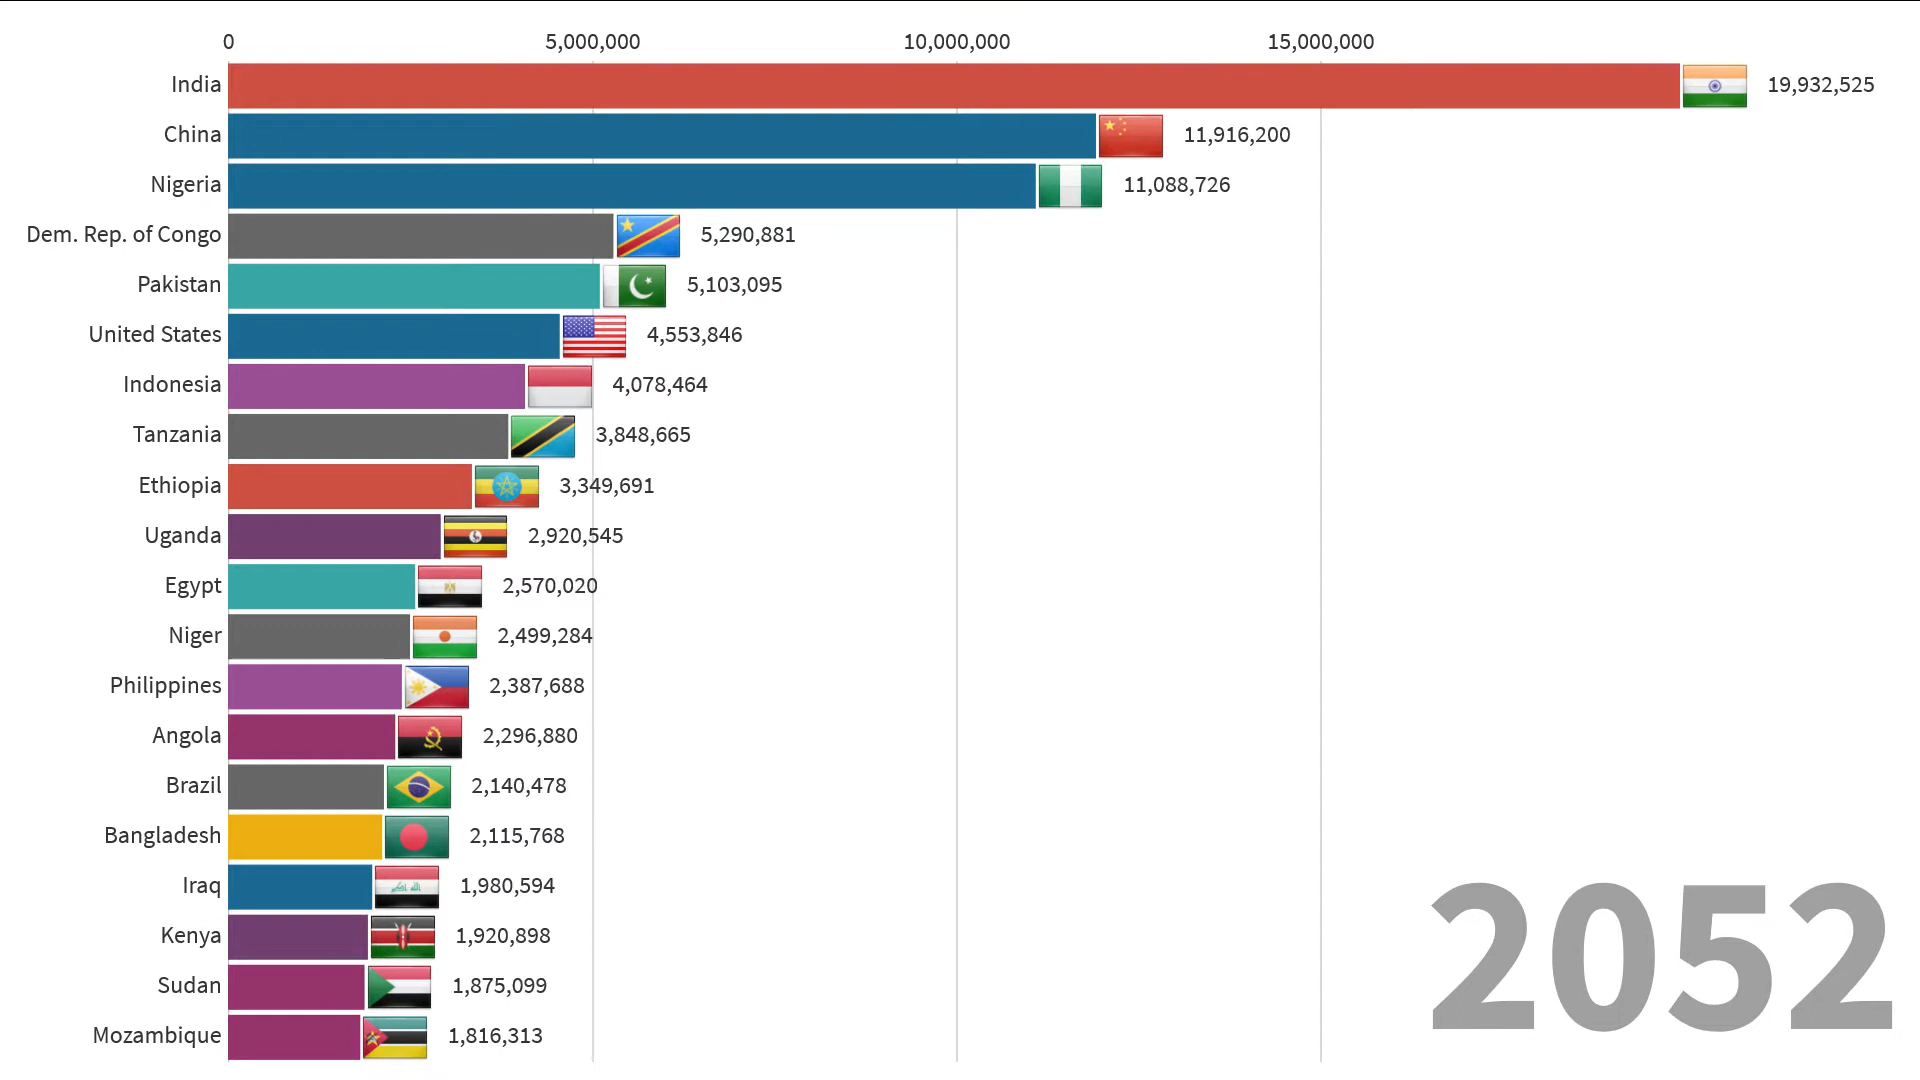 0 5,000,000 10,000,000 15,000,000
India 19,932,525
China 11,916,200
Nigeria 11,088,726
Dem. Rep. of Congo 5,290,881
Pakistan 5,103,095
United States 4,553,846
Indonesia 4,078,464
Tanzania 3,848,665
Ethiopia 3,349,691
Uganda 2,920,545
Egypt 2,570,020
Niger 2,499,284
Philippines 2,387,688
Angola 2,296,880
Brazil 2,140,478
Bangladesh 2,115,768
Iraq 1,980,594
Kenya 1,920,898
Sudan 1,875,099
Mozambique 1,816,313
2052